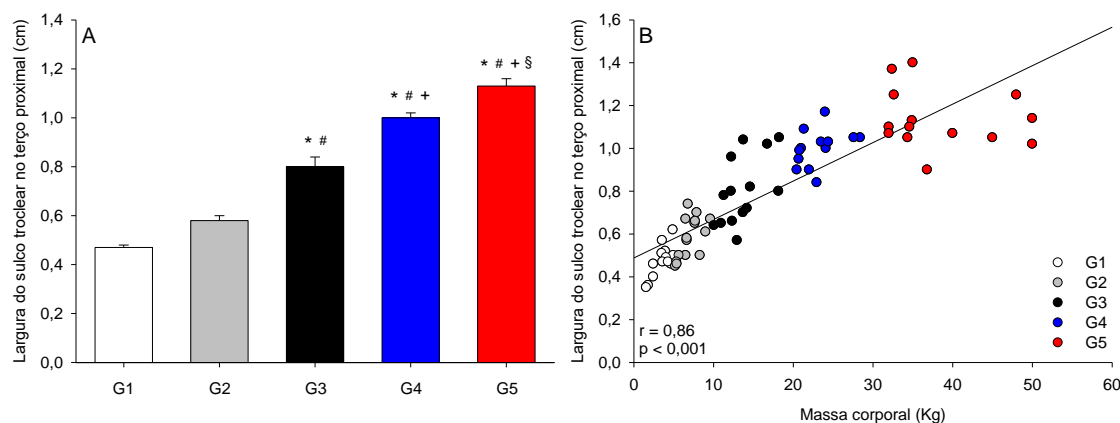 A
Largura do sulco troclear no terço proximal (cm)
1,4
1,2
1,0
0,8
0,6
0,4
0,2
0,0
* #
* # +
* # + §
G1
G2
G3
G4
G5
B
Largura do sulco troclear no terço proximal (cm)
1,6
1,4
1,2
1,0
0,8
0,6
0,4
0,2
0,0
r = 0,86
p < 0,001
G1
G2
G3
G4
G5
0
10
20
30
40
50
60
Massa corporal (Kg)